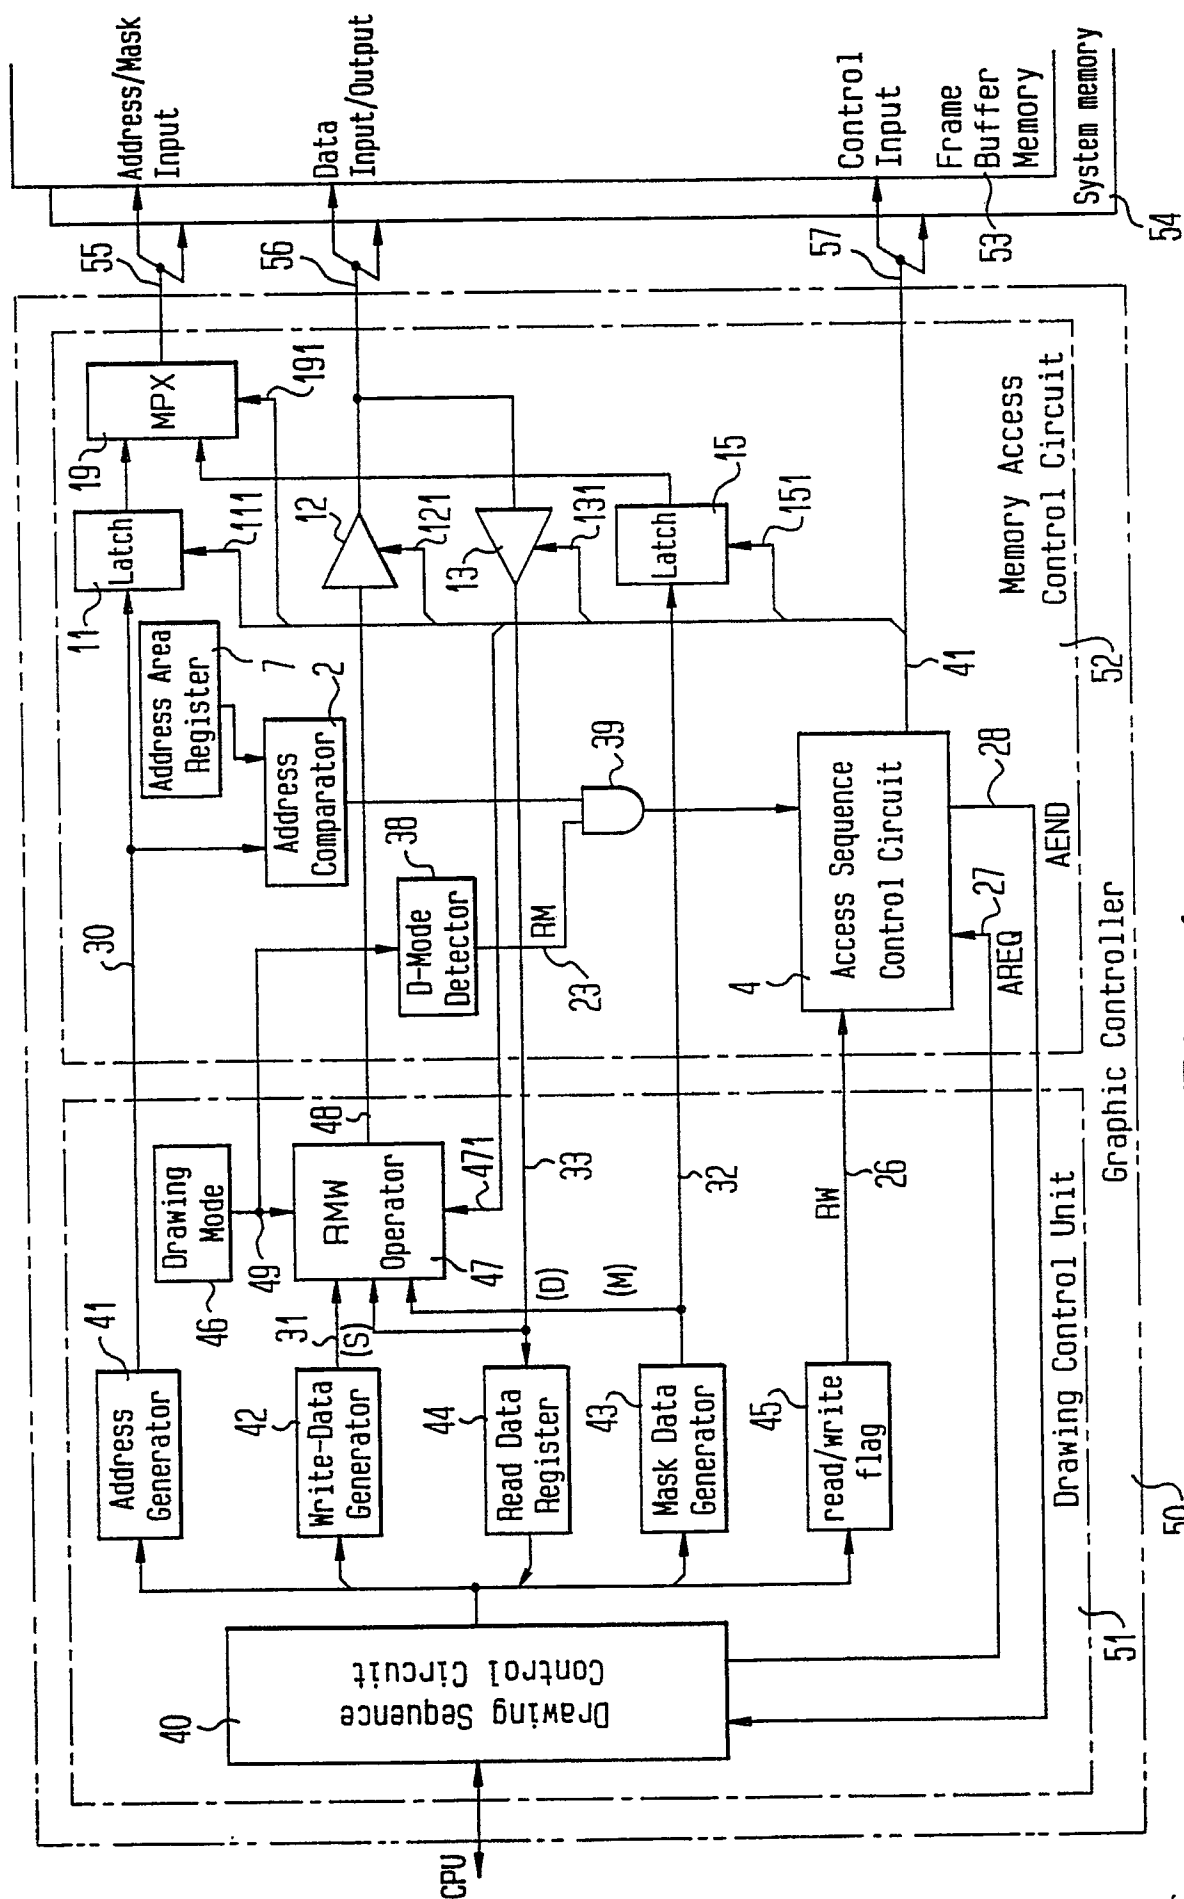 Address/Mask
Input
Data
Input/Output
Control
Input
Frame
Buffer
Memory
System memory
53
54
55
56
57
19
MPX
191
11
Latch
111
12
121
13
131
15
Latch
151
Address Area
Register
7
Address
Comparator
2
D-Mode
Detector
38
RM
23
39
Access Sequence
Control Circuit
4
41
28
AEND
27
AREQ
Memory Access
Control Circuit
52
30
48
33
32
26
RW
Drawing
Mode
46
49
RMW
Operator
47
471
(D)
(M)
31
(S)
41
Address
Generator
42
Write-Data
Generator
44
Read Data
Register
43
Mask Data
Generator
45
read/write
flag
40
Drawing Sequence
Control Circuit
CPU
Drawing Control Unit
51
Graphic Controller
50